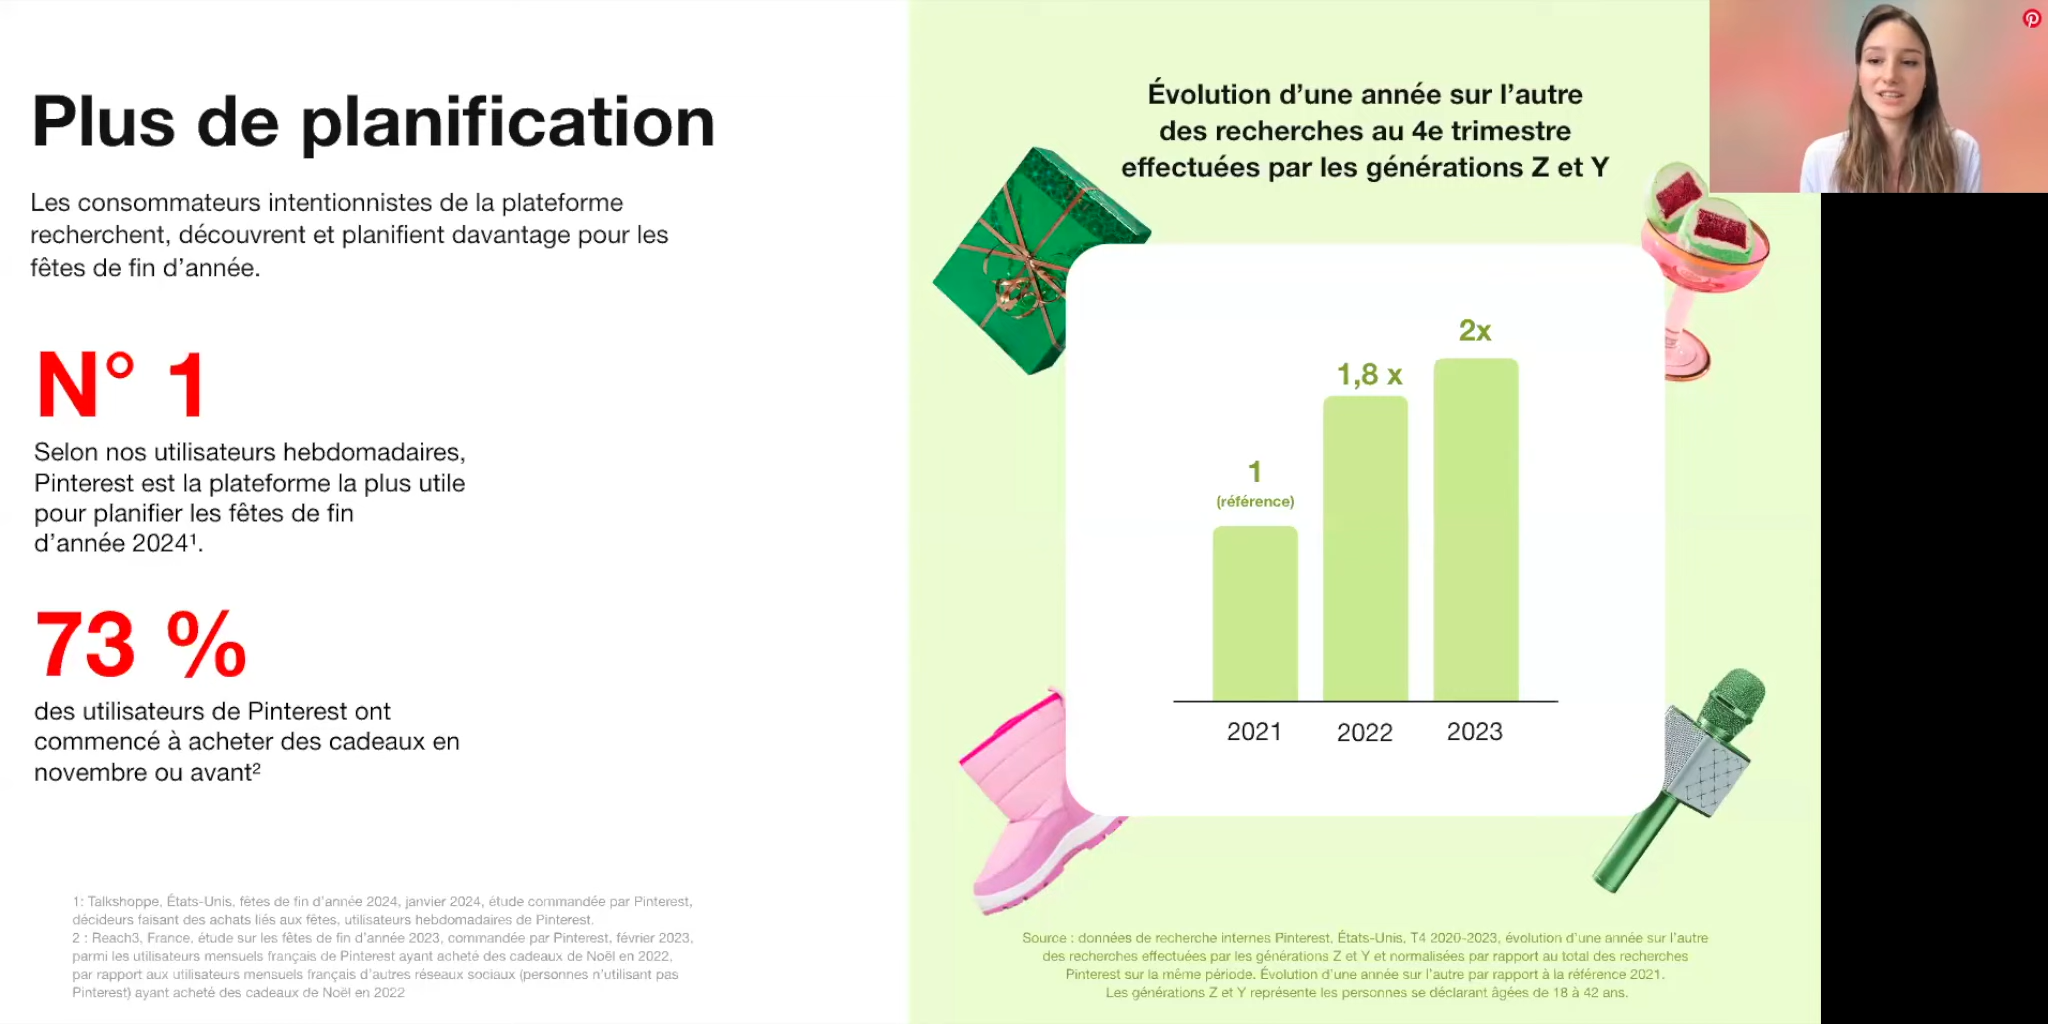 Plus de planification
Les consommateurs intentionnistes de la plateforme
recherchent, découvrent et planifient davantage pour les
fêtes de fin d’année.
N° 1
Selon nos utilisateurs hebdomadaires,
Pinterest est la plateforme la plus utile
pour planifier les fêtes de fin
d’année 2024¹.
73 %
des utilisateurs de Pinterest ont
commencé à acheter des cadeaux en
novembre ou avant²
1: Talkshoppe, États-Unis, fêtes de fin d’année 2024, janvier 2024, étude commandée par Pinterest,
décideurs faisant des achats liés aux fêtes, utilisateurs hebdomadaires de Pinterest.
2 : Reach3, France, étude sur les fêtes de fin d’année 2023, commandée par Pinterest, février 2023,
parmi les utilisateurs mensuels français de Pinterest ayant acheté des cadeaux de Noël en 2022,
par rapport aux utilisateurs mensuels français d’autres réseaux sociaux (personnes n’utilisant pas
Pinterest) ayant acheté des cadeaux de Noël en 2022
Évolution d’une année sur l’autre
des recherches au 4e trimestre
effectuées par les générations Z et Y
1
(référence)
1,8 x
2x
2021
2022
2023
Source : données de recherche internes Pinterest, États-Unis, T4 2020-2023, évolution d’une année sur l’autre
des recherches effectuées par les générations Z et Y et normalisées par rapport au total des recherches
Pinterest sur la même période. Évolution d’une année sur l’autre par rapport à la référence 2021.
Les générations Z et Y représente les personnes se déclarant âgées de 18 à 42 ans.